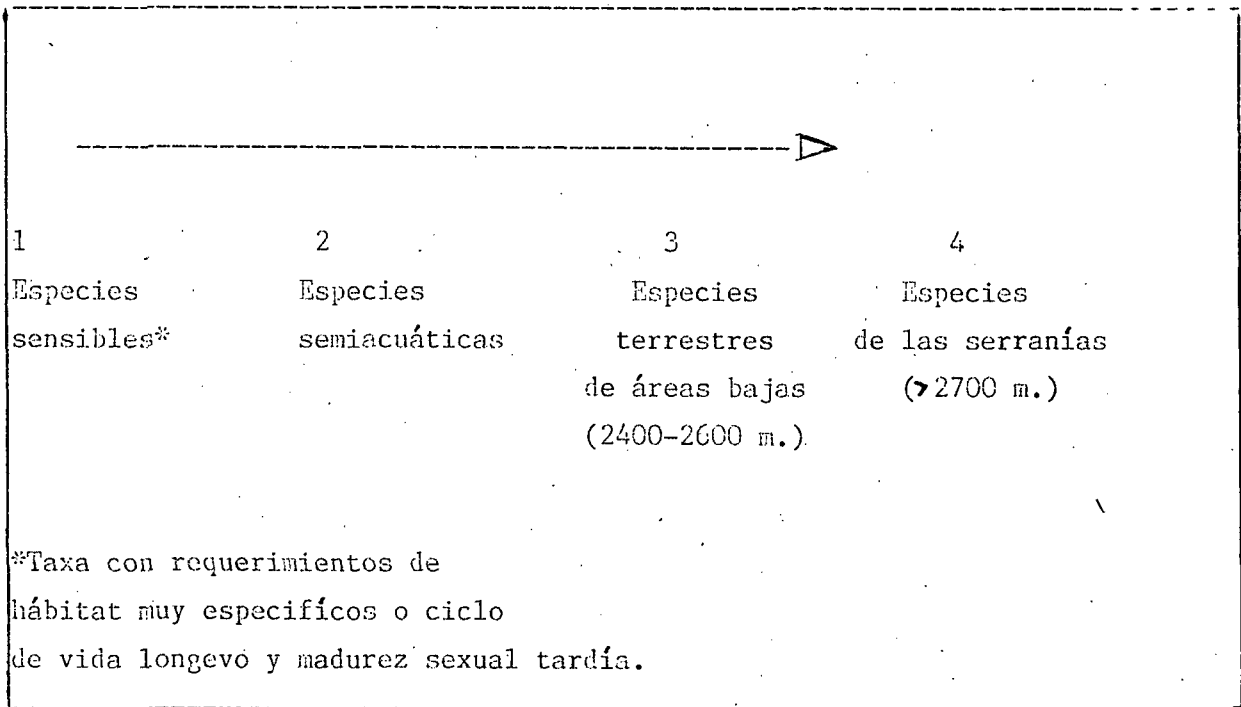 1 2 3 4
Especies Especies Especies Especies
sensibles* semiacuáticas terrestres de las serranías
de áreas bajas (>2700 m.)
(2400-2600 m.)
*Taxa con requerimientos de
hábitat muy especifícos o ciclo
de vida longevo y madurez sexual tardía.